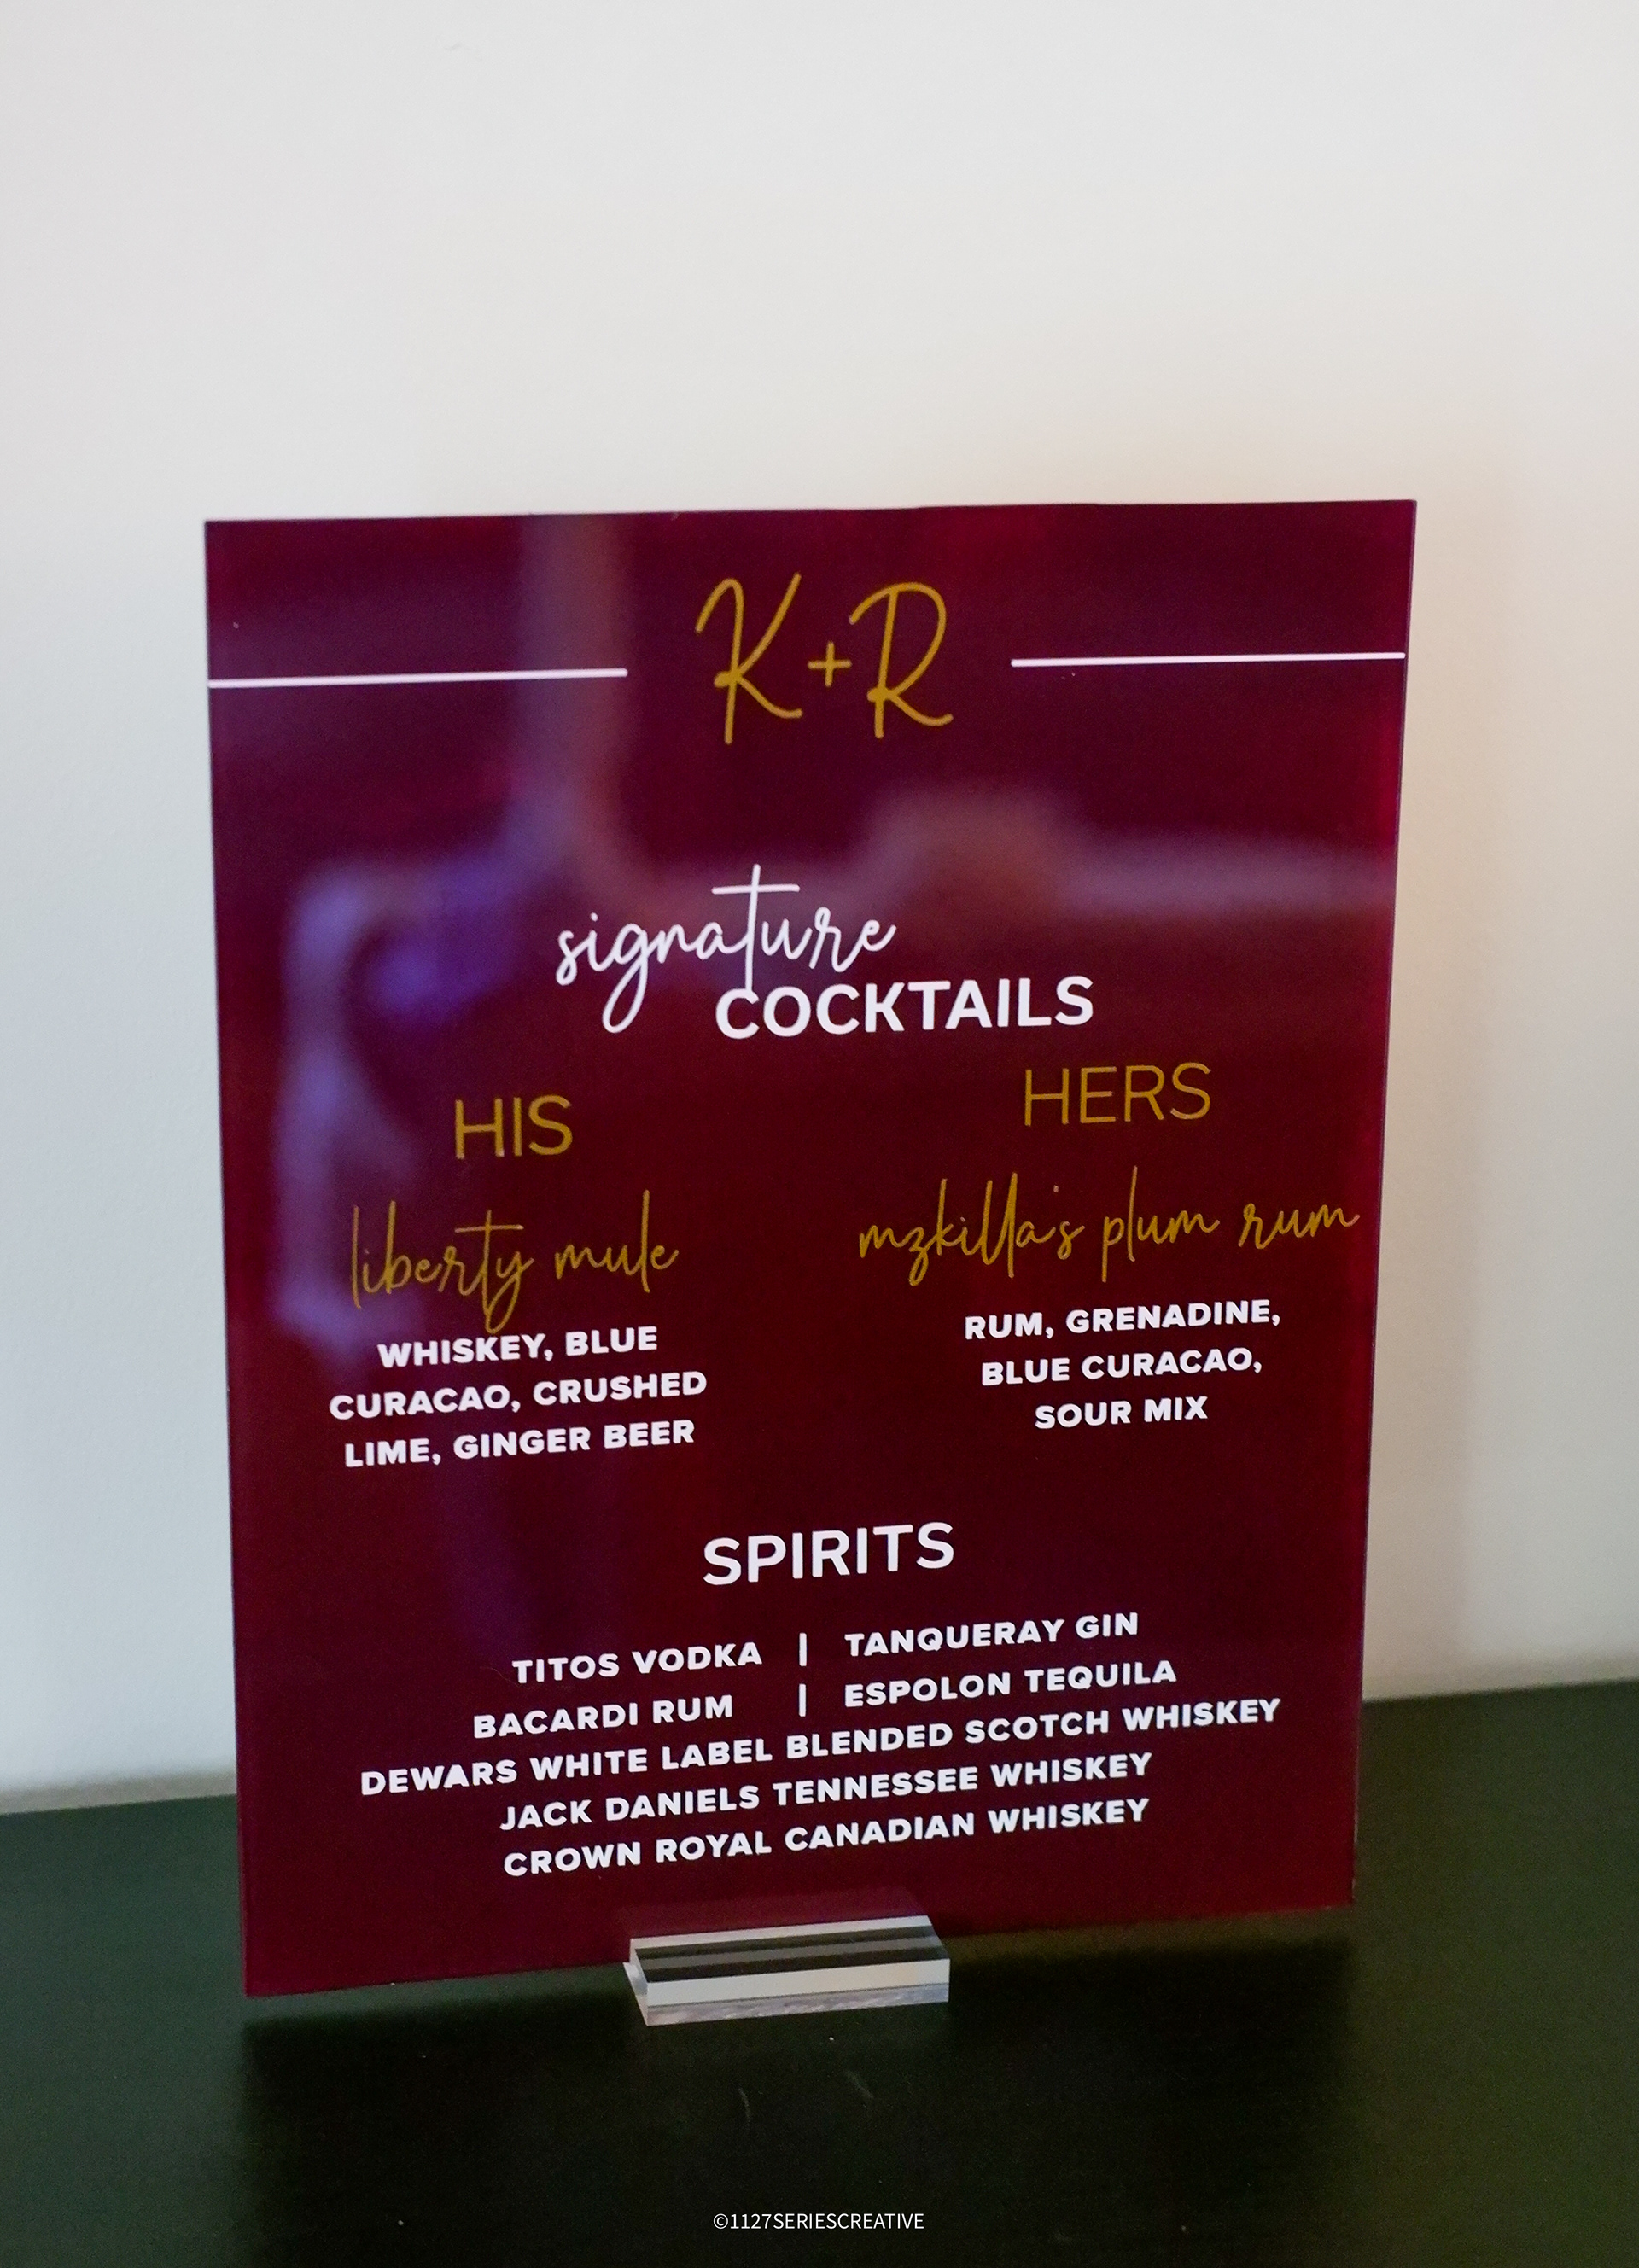 K+R
signature
COCKTAILS
HIS
liberty mule
WHISKEY, BLUE
CURACAO, CRUSHED
LIME, GINGER BEER
HERS
mzkilla's plum rum
RUM, GRENADINE,
BLUE CURACAO,
SOUR MIX
SPIRITS
TITOS VODKA | TANQUERAY GIN
BACARDI RUM | ESPOLON TEQUILA
DEWARS WHITE LABEL BLENDED SCOTCH WHISKEY
JACK DANIELS TENNESSEE WHISKEY
CROWN ROYAL CANADIAN WHISKEY
©1127SERIESCREATIVE